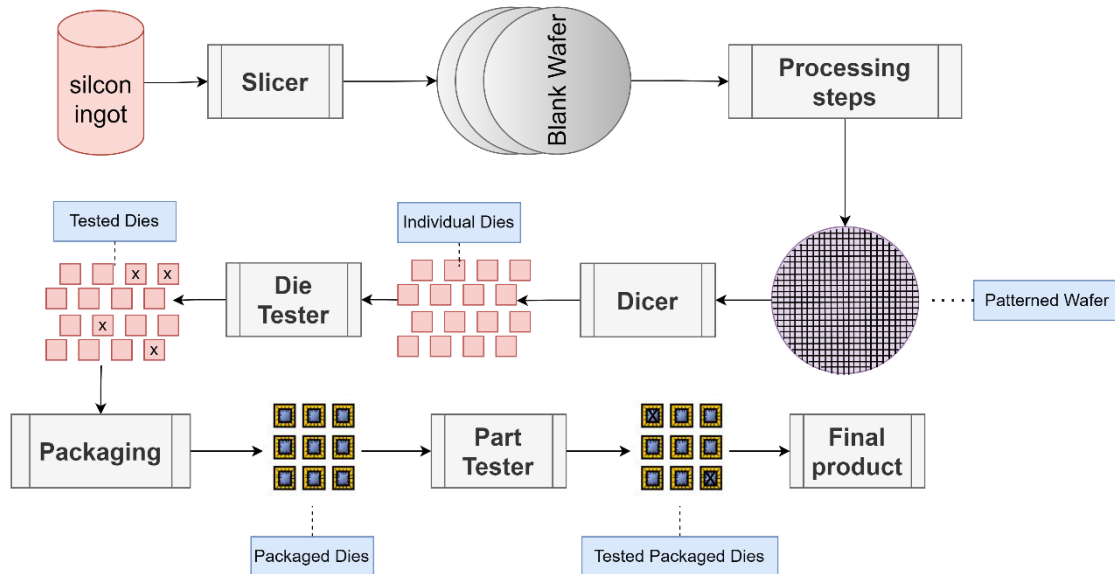 silcon
ingot
Slicer
Blank Wafer
Processing
steps
Tested Dies
Individual Dies
x x
Die
Tester
Dicer
Patterned Wafer
x
x
Packaging
Part
Tester
Final
product
Packaged Dies
Tested Packaged Dies